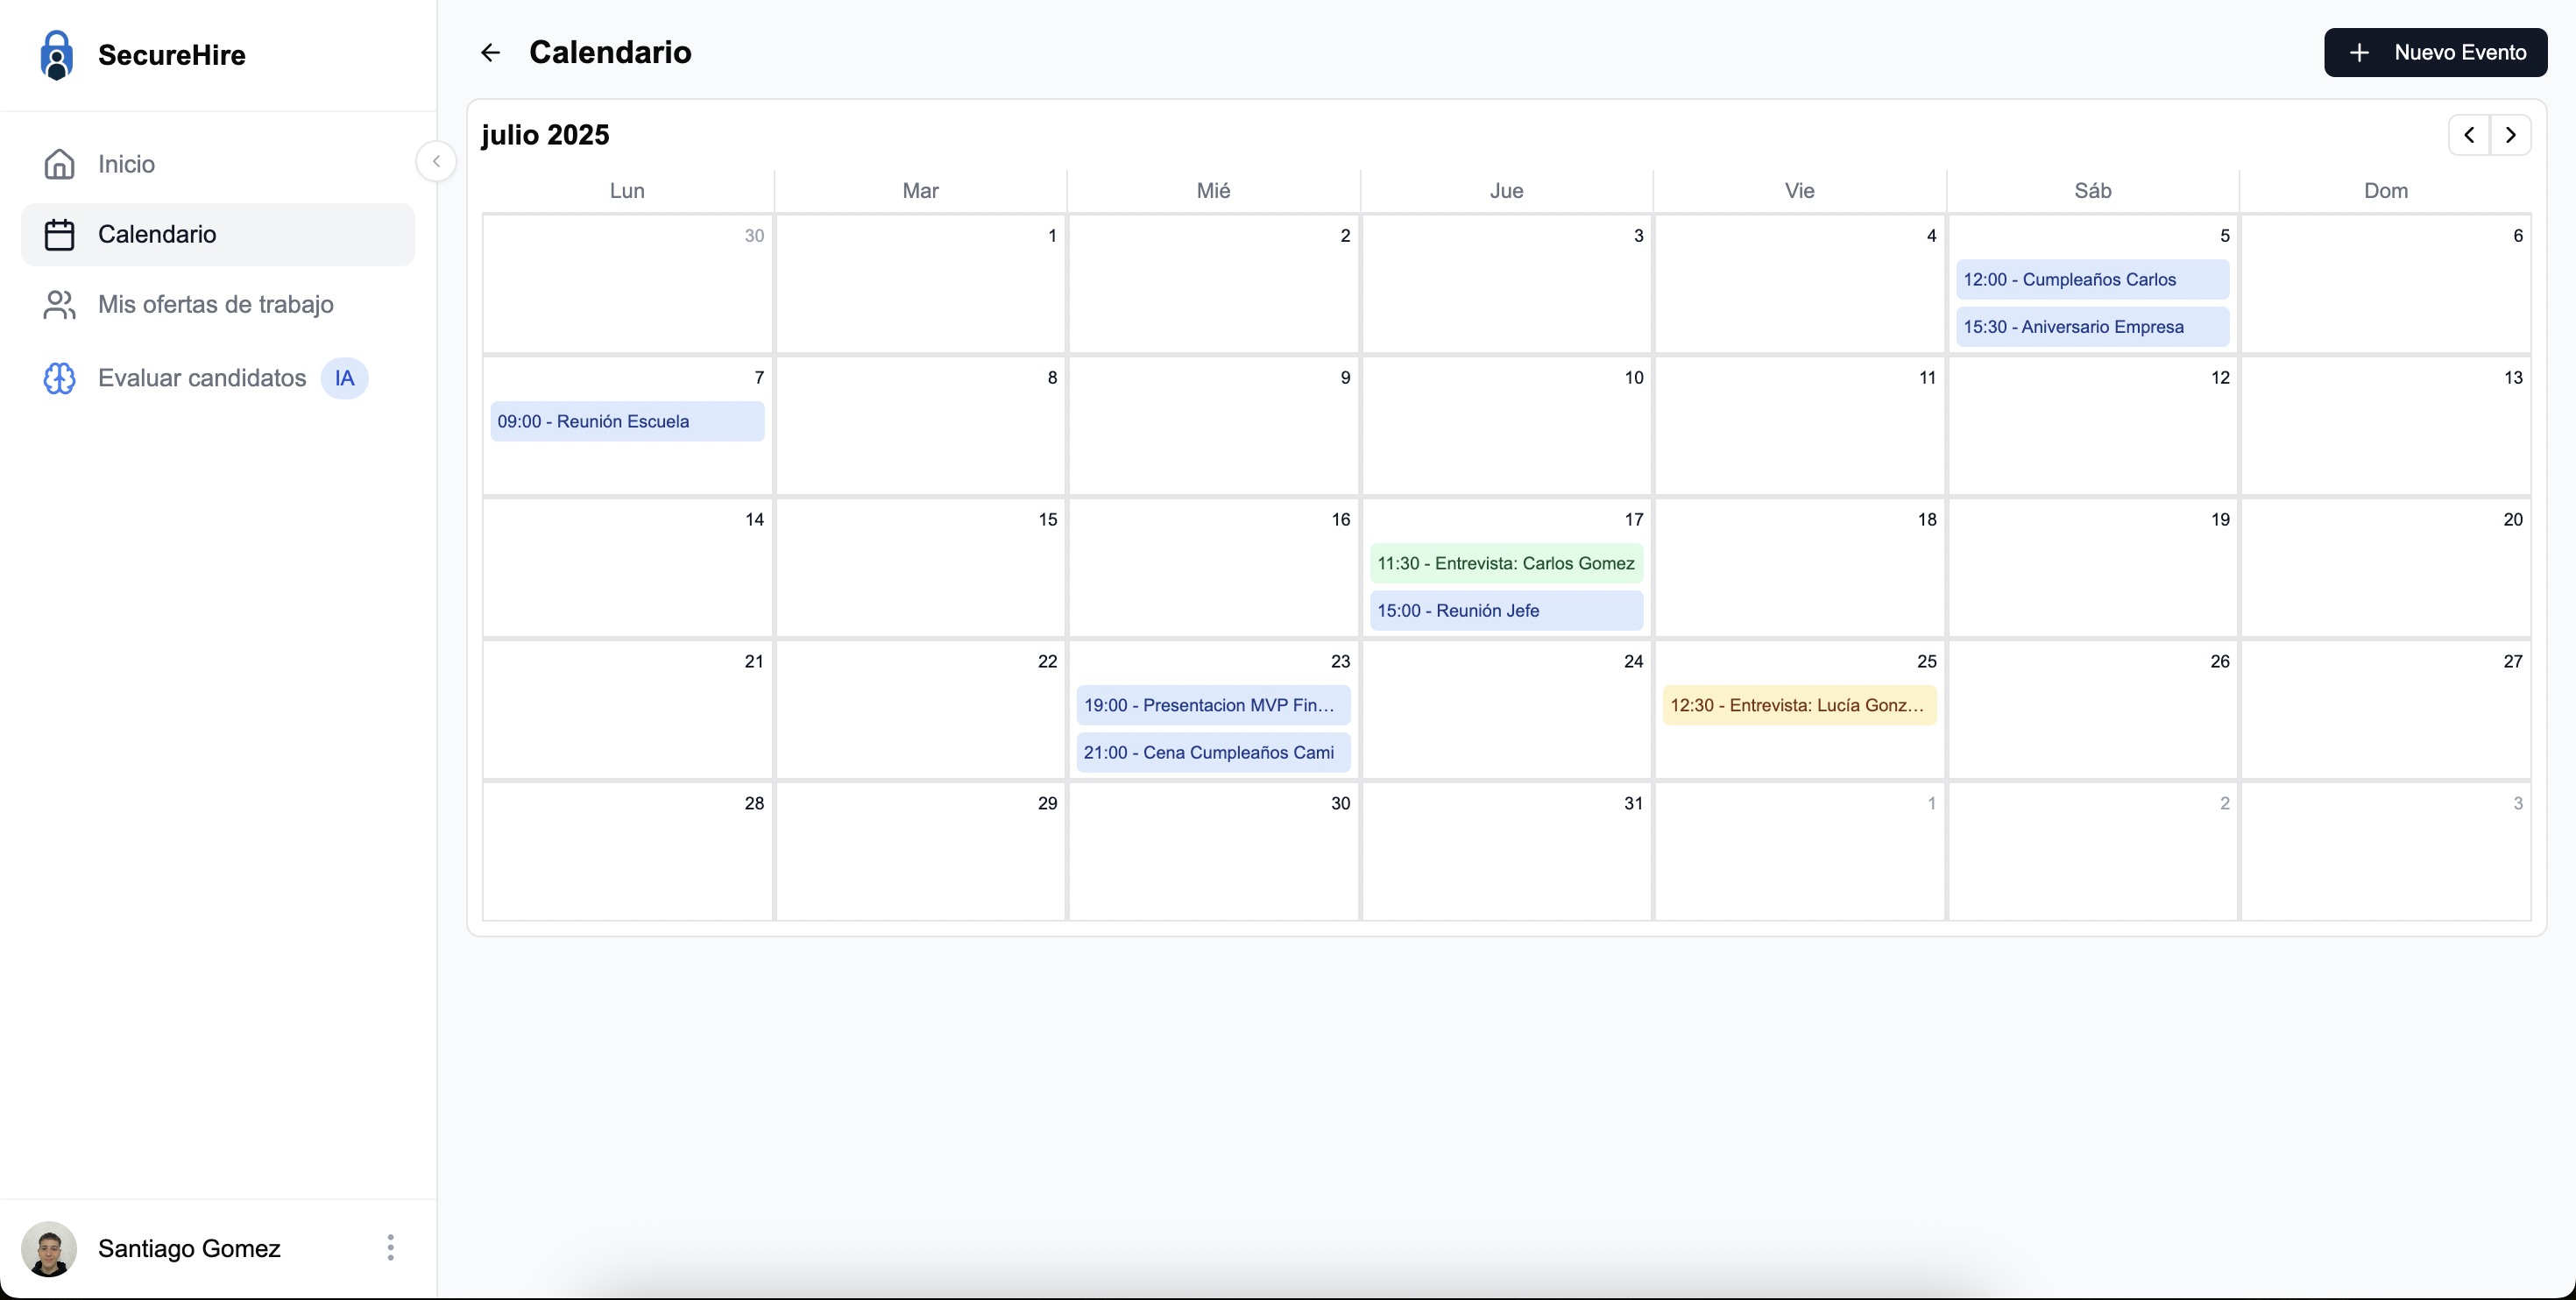 SecureHire
Inicio
Calendario
Mis ofertas de trabajo
Evaluar candidatos IA
Santiago Gomez
Calendario
Nuevo Evento
julio 2025
Lun Mar Mié Jue Vie Sáb Dom
30 1 2 3 4 5 6
12:00 - Cumpleaños Carlos
15:30 - Aniversario Empresa
7 8 9 10 11 12 13
09:00 - Reunión Escuela
14 15 16 17 18 19 20
11:30 - Entrevista: Carlos Gomez
15:00 - Reunión Jefe
21 22 23 24 25 26 27
19:00 - Presentacion MVP Fin... 12:30 - Entrevista: Lucía Gonz...
21:00 - Cena Cumpleaños Cami
28 29 30 31 1 2 3